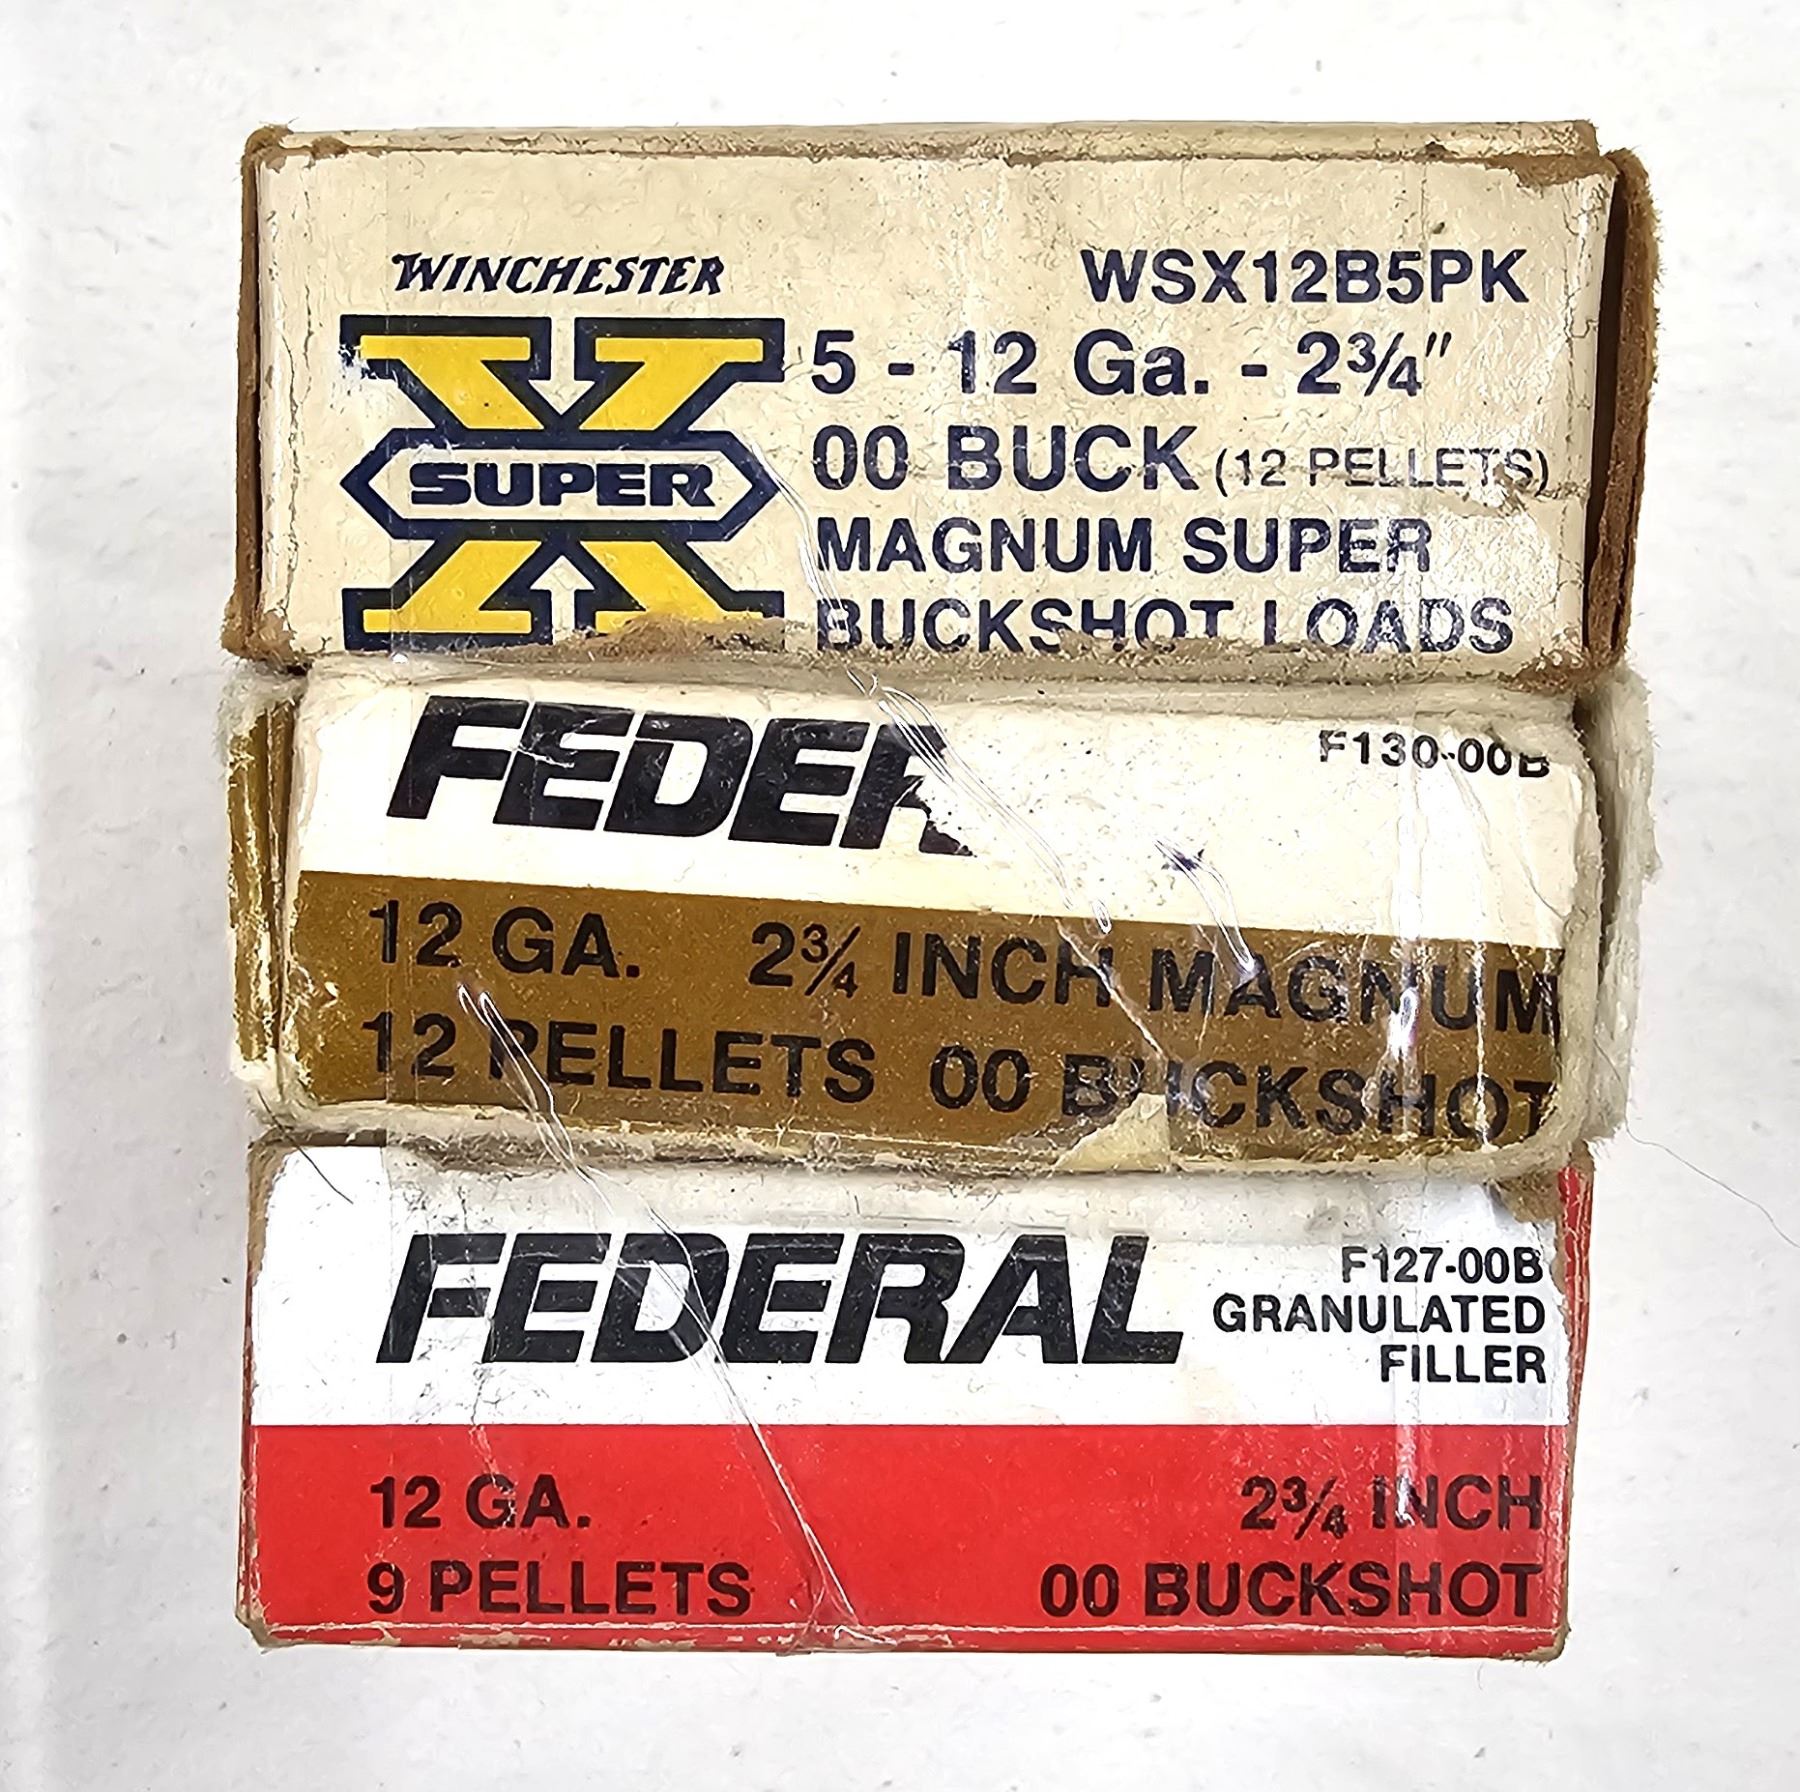 WINCHESTER
WSX12B5PK
SUPER X
5 - 12 Ga. - 2¾"
00 BUCK (12 PELLETS)
MAGNUM SUPER
BUCKSHOT LOADS
FEDER
F130-00B
12 GA. 2¾ INCH MAGNUM
12 PELLETS 00 BUCKSHOT
FEDERAL
F127-00B
GRANULATED
FILLER
12 GA. 2¾ INCH
9 PELLETS 00 BUCKSHOT